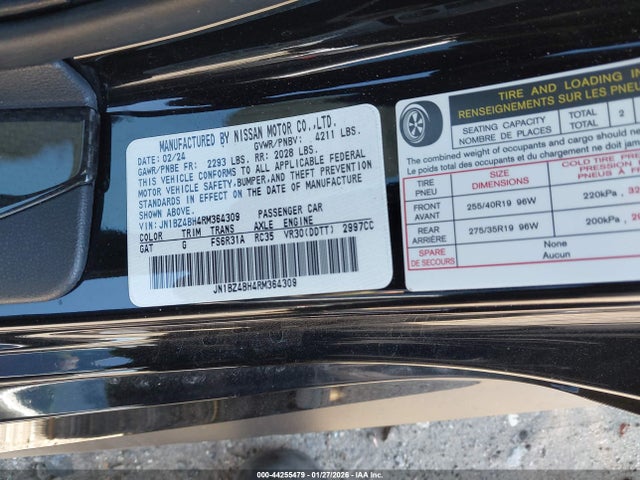 MANUFACTURED BY NISSAN MOTOR CO.,LTD.
DATE: 02/24 GVWR/PNBV: 4211 LBS.
GAWR/PNBE FR: 2293 LBS. RR: 2028 LBS.
THIS VEHICLE CONFORMS TO ALL APPLICABLE FEDERAL
MOTOR VEHICLE SAFETY,BUMPER,AND THEFT PREVENTION
STANDARDS IN EFFECT ON THE DATE OF MANUFACTURE
SHOWN ABOVE.
VIN: JN1BZ4BH4RM364309 PASSENGER CAR
COLOR TRIM TRANS AXLE ENGINE
GAT G FS6R31A RC35 VR30(DDTT) 2997CC
JN1BZ4BH4RM364309
TIRE AND LOADING IN
RENSEIGNEMENTS SUR LES PNEU
SEATING CAPACITY TOTAL 2
NOMBRE DE PLACES TOTAL
The combined weight of occupants and cargo should
Le poids total des occupants et du chargement ne doit jam
TIRE SIZE COLD TIRE
PNEU DIMENSIONS PNEUS À FR
FRONT 255/40R19 96W 220kPa,
AVANT
REAR 275/35R19 96W 200kPa,
ARRIÈRE
SPARE None
DE SECOURS Aucun
000-44255479 01/27/2026 © COPYRIGHT IAA